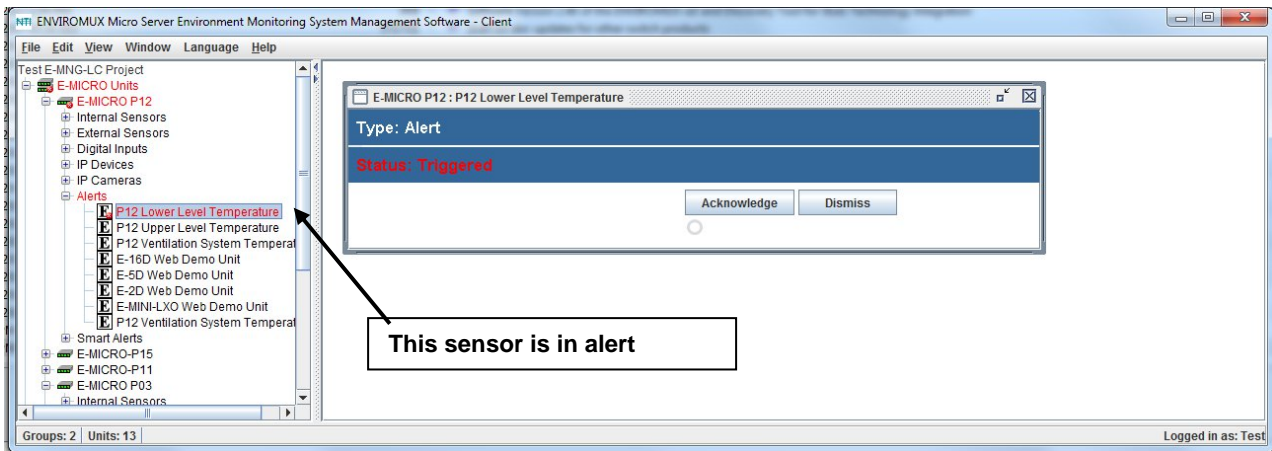 NTI ENVIROMUX Micro Server Environment Monitoring System Management Software - Client
File Edit View Window Language Help
Test E-MNG-LC Project
E-MICRO Units
E-MICRO P12
Internal Sensors
External Sensors
Digital Inputs
IP Devices
IP Cameras
Alerts
E P12 Lower Level Temperature
E P12 Upper Level Temperature
E P12 Ventilation System Temperat
E E-16D Web Demo Unit
E E-5D Web Demo Unit
E E-2D Web Demo Unit
E E-MINI-LXO Web Demo Unit
E P12 Ventilation System Temperat
Smart Alerts
E-MICRO-P15
E-MICRO-P11
E-MICRO P03
Internal Sensors
E-MICRO P12 : P12 Lower Level Temperature
Type: Alert
Status: Triggered
Acknowledge Dismiss
This sensor is in alert
Groups: 2 Units: 13
Logged in as: Test